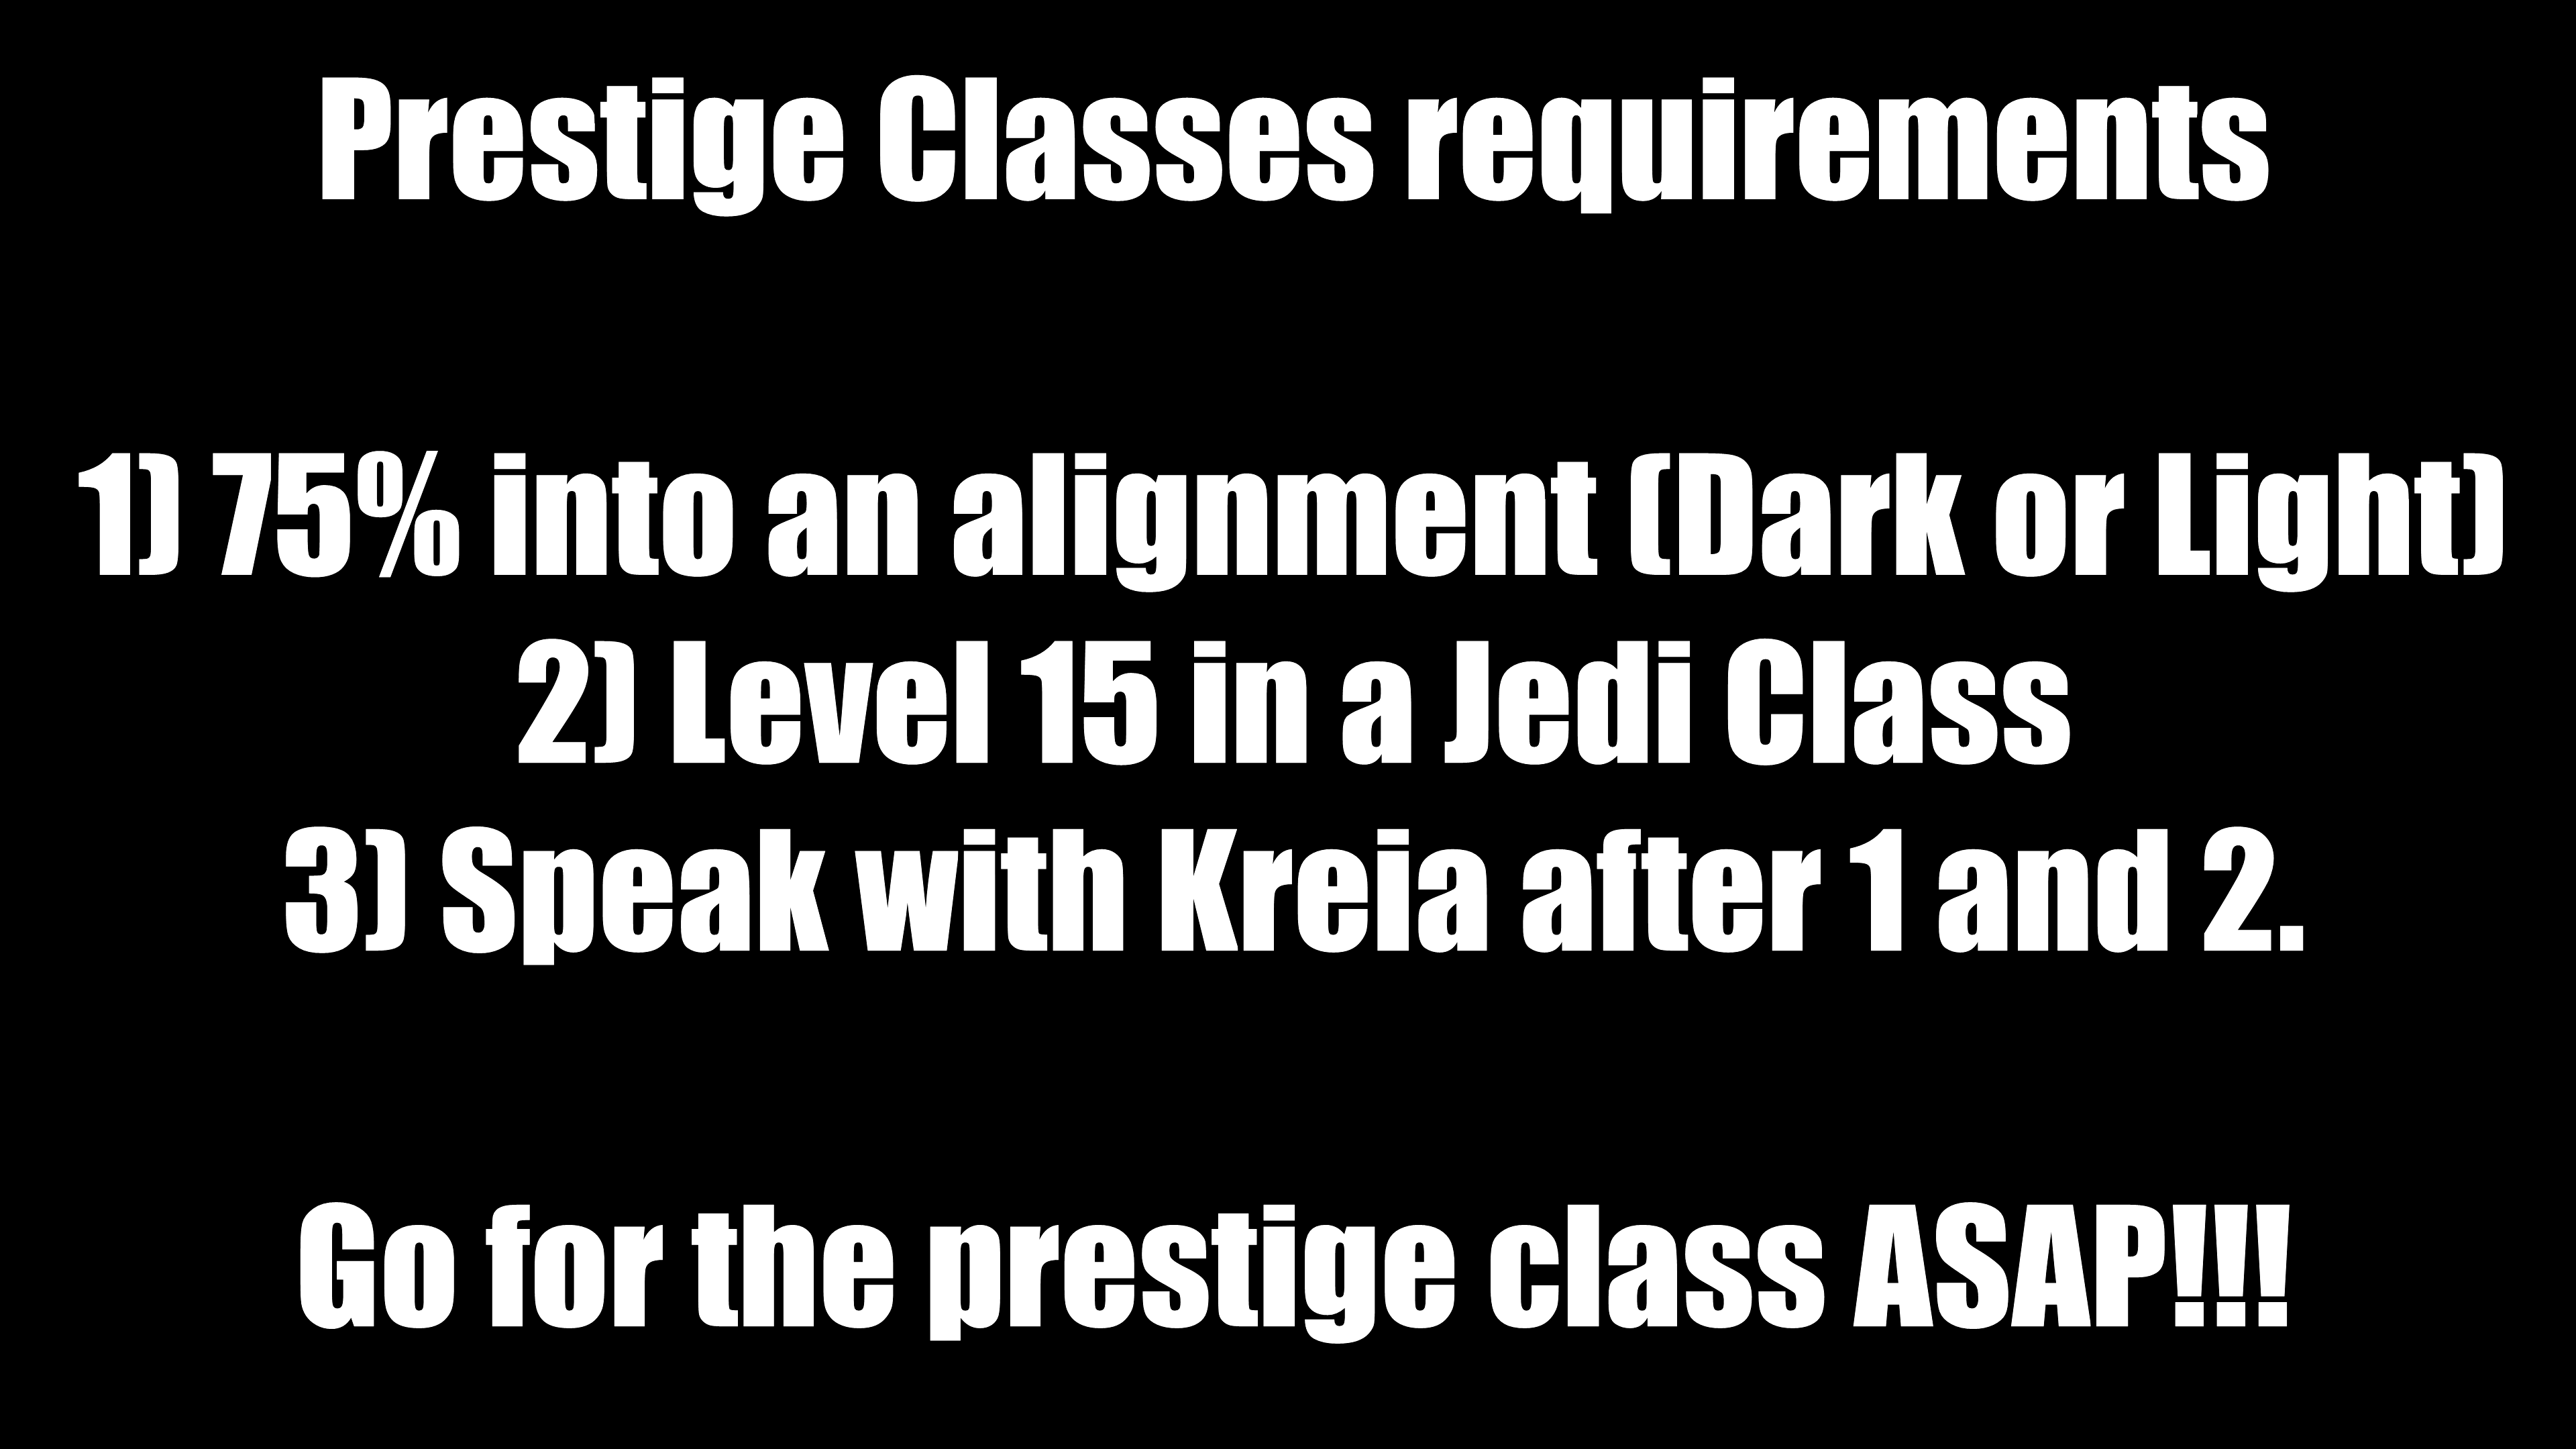 Prestige Classes requirements
1) 75% into an alignment (Dark or Light)
2) Level 15 in a Jedi Class
3) Speak with Kreia after 1 and 2.
Go for the prestige class ASAP!!!